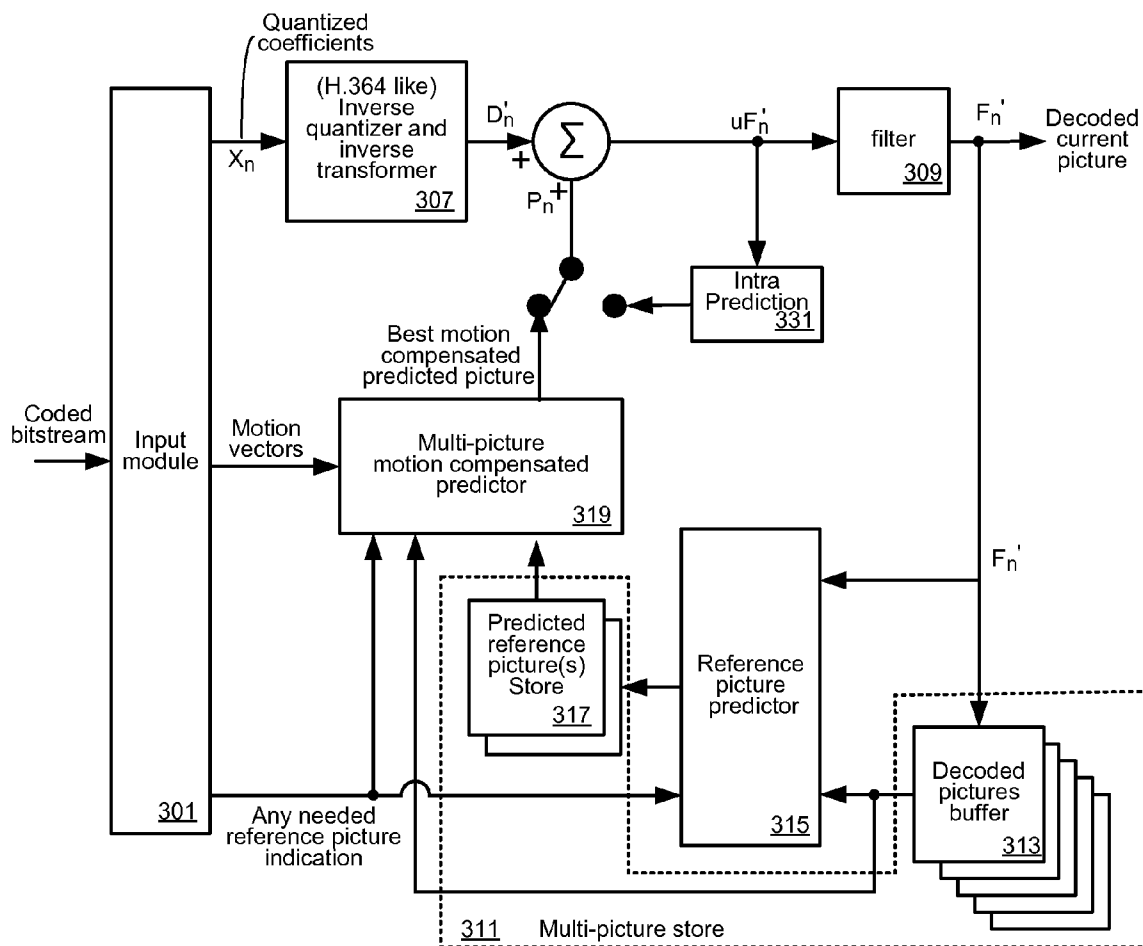 Quantized
coefficients
Xn
(H.364 like)
Inverse
quantizer and
inverse
transformer
307
D'n
+
Σ
Pn
+
uFn'
filter
309
Fn'
Decoded
current
picture
Intra
Prediction
331
Best motion
compensated
predicted picture
Coded
bitstream
Input
module
301
Motion
vectors
Multi-picture
motion compensated
predictor
319
Fn'
Predicted
reference
picture(s)
Store
317
Reference
picture
predictor
315
Decoded
pictures
buffer
313
Any needed
reference picture
indication
311
Multi-picture store